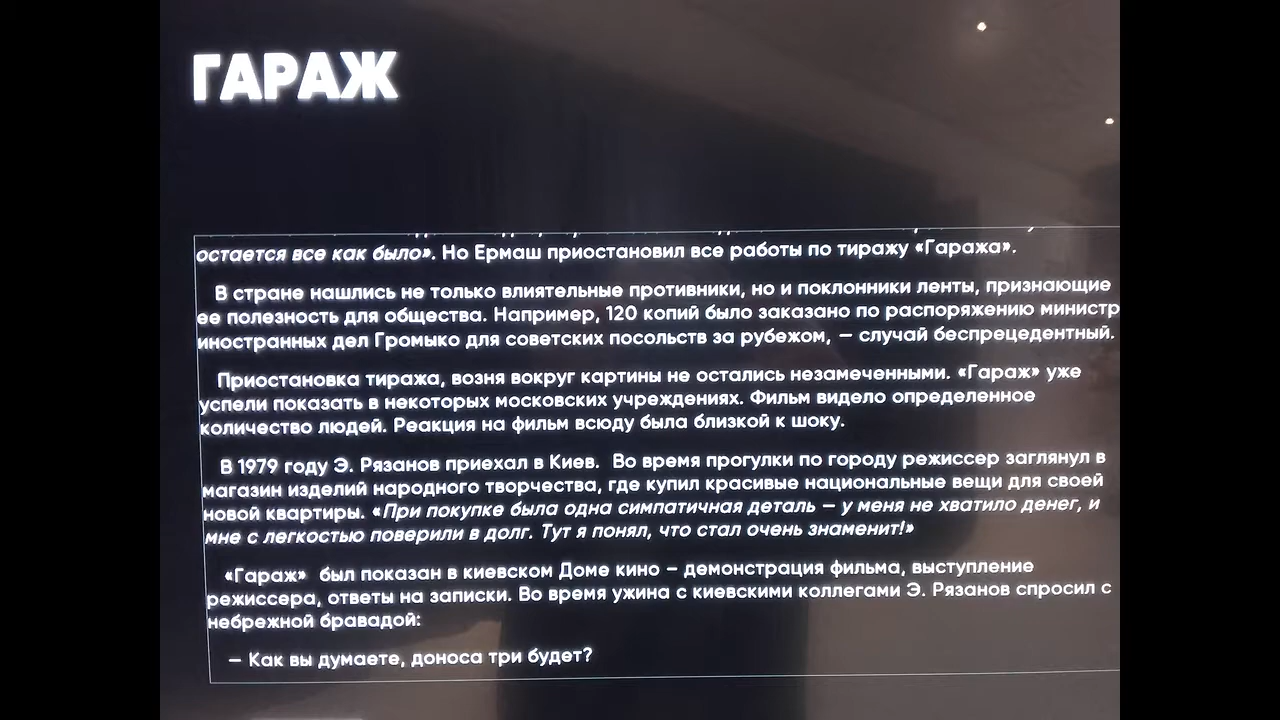 ГАРАЖ
остается все как было». Но Ермаш приостановил все работы по тиражу «Гаража».
В стране нашлись не только влиятельные противники, но и поклонники ленты, признающие
ее полезность для общества. Например, 120 копий было заказано по распоряжению министр
иностранных дел Громыко для советских посольств за рубежом, – случай беспрецедентный.
Приостановка тиража, возня вокруг картины не остались незамеченными. «Гараж» уже
успели показать в некоторых московских учреждениях. Фильм видело определенное
количество людей. Реакция на фильм всюду была близкой к шоку.
В 1979 году Э. Рязанов приехал в Киев. Во время прогулки по городу режиссер заглянул в
магазин изделий народного творчества, где купил красивые национальные вещи для своей
новой квартиры. «При покупке была одна симпатичная деталь – у меня не хватило денег, и
мне с легкостью поверили в долг. Тут я понял, что стал очень знаменит!»
«Гараж» был показан в киевском Доме кино – демонстрация фильма, выступление
режиссера, ответы на записки. Во время ужина с киевскими коллегами Э. Рязанов спросил с
небрежной бравадой:
– Как вы думаете, доноса три будет?